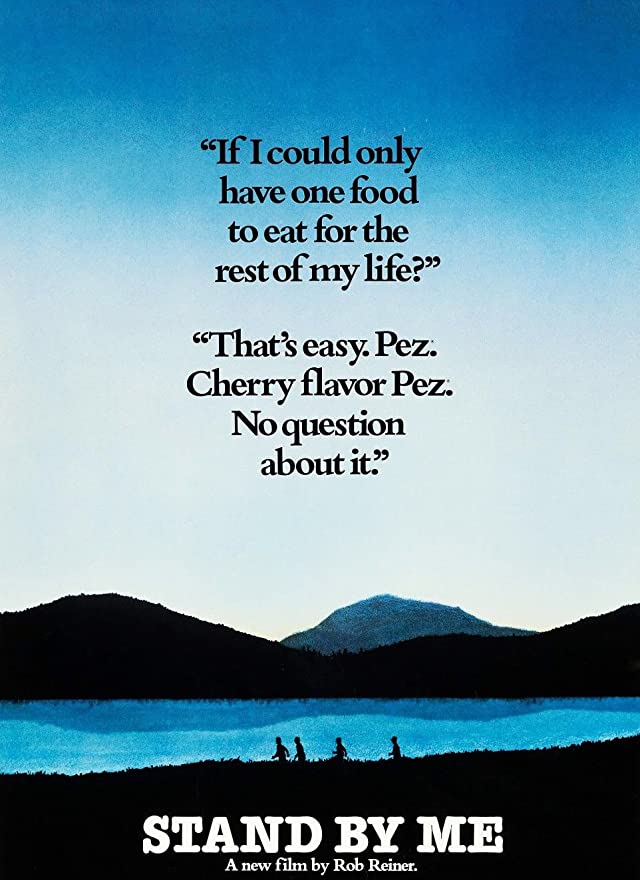 “If I could only
have one food
to eat for the
rest of my life?”
“That’s easy. Pez.
Cherry flavor Pez.
No question
about it.”
STAND BY ME
A new film by Rob Reiner.